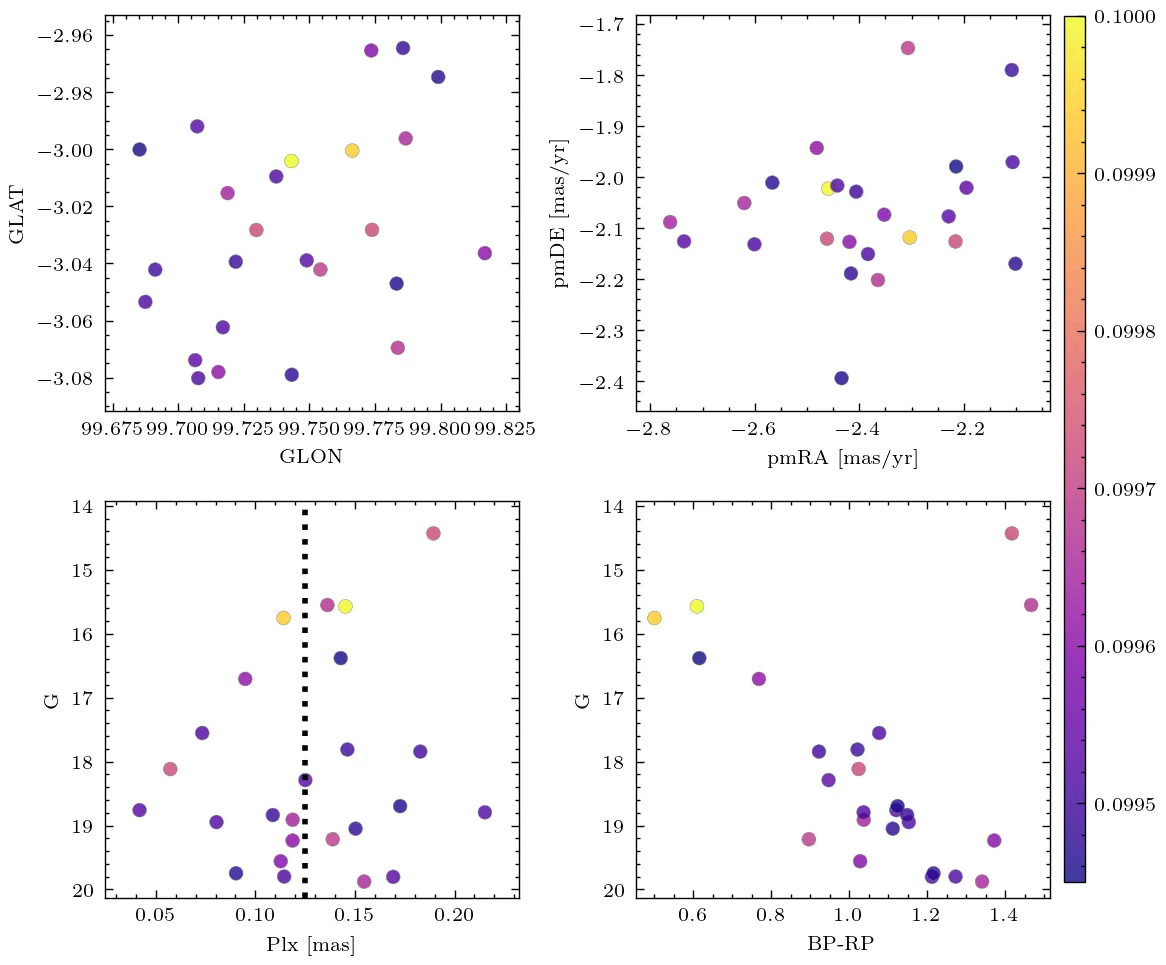 −2.96
−2.98
−3.00
−3.02
−3.04
−3.06
−3.08
GLAT
99.675 99.700 99.725 99.750 99.775 99.800 99.825
GLON
−1.7
−1.8
−1.9
−2.0
−2.1
−2.2
−2.3
−2.4
pmDE [mas/yr]
−2.8 −2.6 −2.4 −2.2
pmRA [mas/yr]
0.1000
0.0999
0.0998
0.0997
0.0996
0.0995
14
15
16
17
18
19
20
G
0.05 0.10 0.15 0.20
Plx [mas]
14
15
16
17
18
19
20
G
0.6 0.8 1.0 1.2 1.4
BP-RP